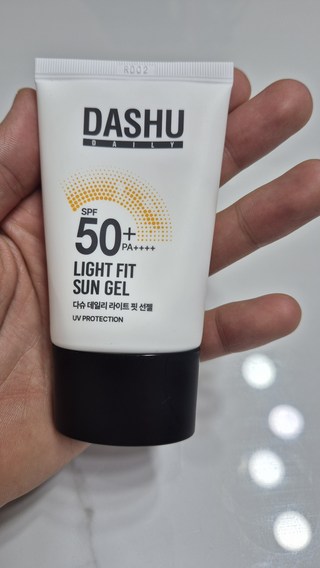 4002
DASHU
DAILY
SPF
50+
PA++++
LIGHT FIT
SUN GEL
다슈 데일리 라이트 핏 선젤
UV PROTECTION